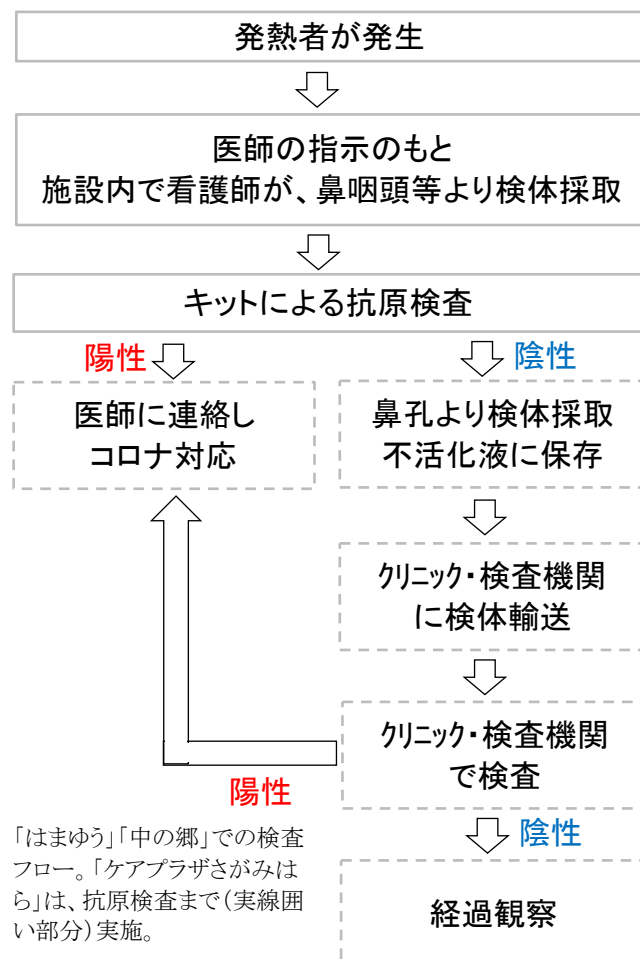 発熱者が発生
医師の指示のもと
施設内で看護師が、鼻咽頭等より検体採取
キットによる抗原検査
陽性
陰性
医師に連絡し
コロナ対応
鼻孔より検体採取
不活化液に保存
ｸﾘﾆｯｸ・検査機関
に検体輸送
ｸﾘﾆｯｸ・検査機関
で検査
陽性
陰性
経過観察
「はまゆう」「中の郷」での検査
フロー。「ケアプラザさがみは
ら」は、抗原検査まで（実線囲
い部分）実施。